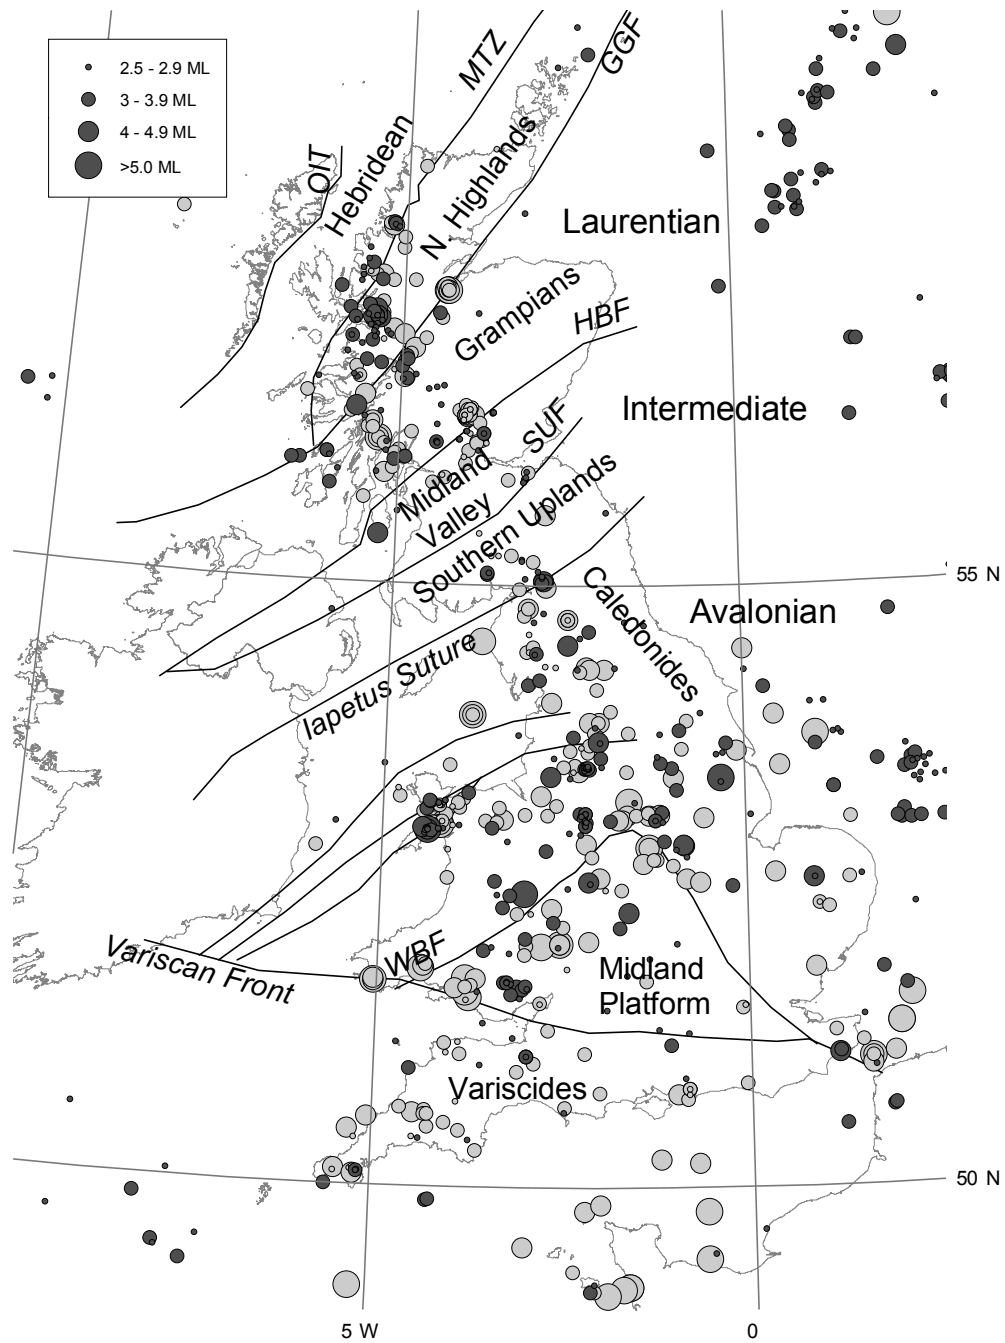 2.5 - 2.9 ML
3 - 3.9 ML
4 - 4.9 ML
>5.0 ML
MTZ
GGF
OIT
Hebridean
N. Highlands
Laurentian
Grampians
HBF
Intermediate
SUF
Midland
Valley
Southern Uplands
55 N
Caledonides
Avalonian
Iapetus Suture
Variscan Front
WBF
Midland
Platform
Variscides
50 N
5 W
0